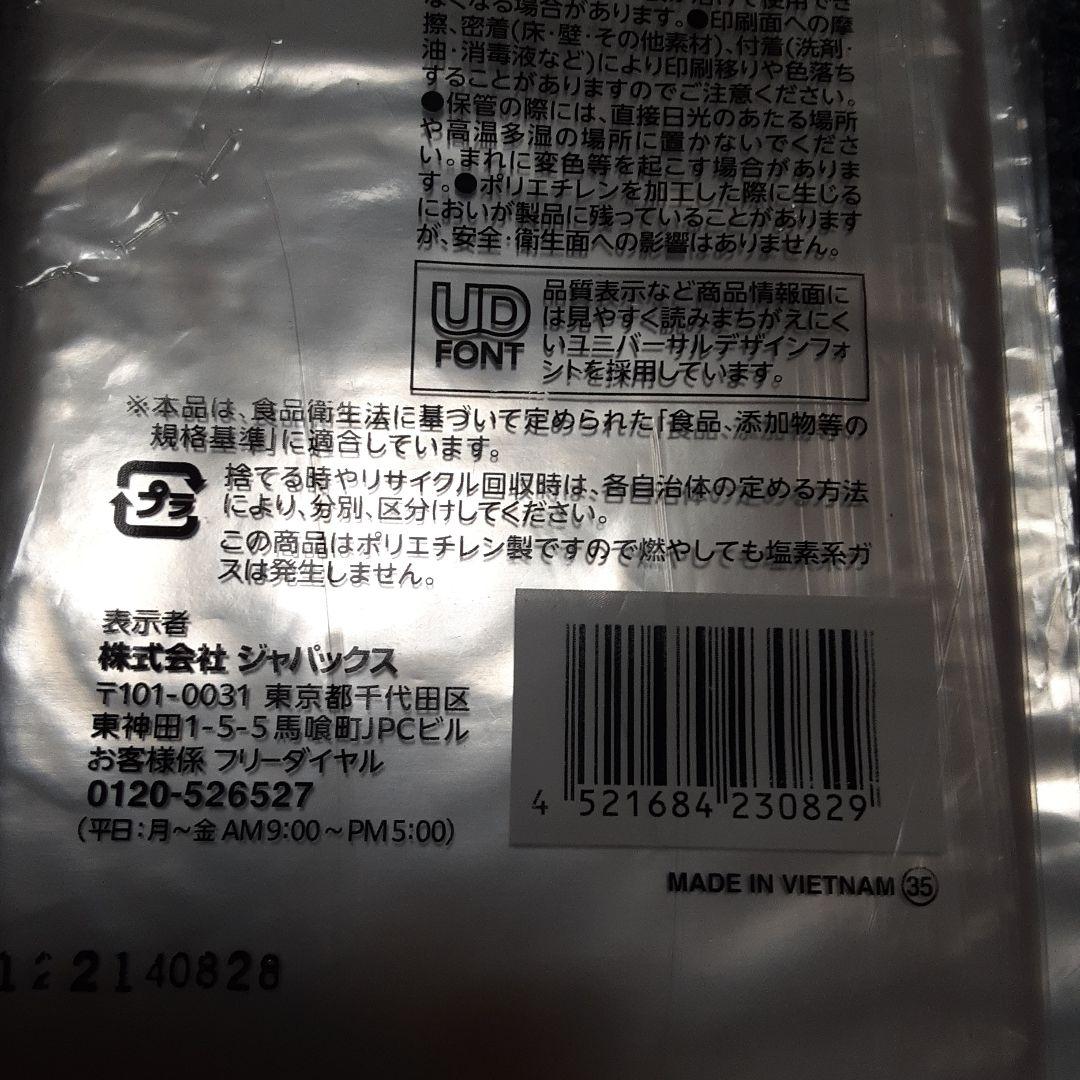 なくなる場合があります。●印刷面への摩
擦、密着(床・壁・その他素材)、付着(洗剤・
油・消毒液など)により印刷移りや色落ち
することがありますのでご注意ください。
●保管の際には、直接日光のあたる場所
や高温多湿の場所に置かないでくださ
い。まれに変色等を起こす場合がありま
す。●ポリエチレンを加工した際に生じる
においが製品に残っていることがあります
が、安全・衛生面への影響はありません。
UD
FONT
品質表示など商品情報面に
は見やすく読みまちがえにく
いユニバーサルデザインフォ
ントを採用しています。
※本品は、食品衛生法に基づいて定められた「食品、添加物等の
規格基準」に適合しています。
プラ
捨てる時やリサイクル回収時は、各自治体の定める方法
により、分別、区分けしてください。
この商品はポリエチレン製ですので燃やしても塩素系ガ
スは発生しません。
表示者
株式会社 ジャパックス
〒101-0031 東京都千代田区
東神田1-5-5馬喰町JPCビル
お客様係 フリーダイヤル
0120-526527
(平日:月~金 AM9:00~PM5:00)
4 521684 230829
MADE IN VIETNAM 35
2140828